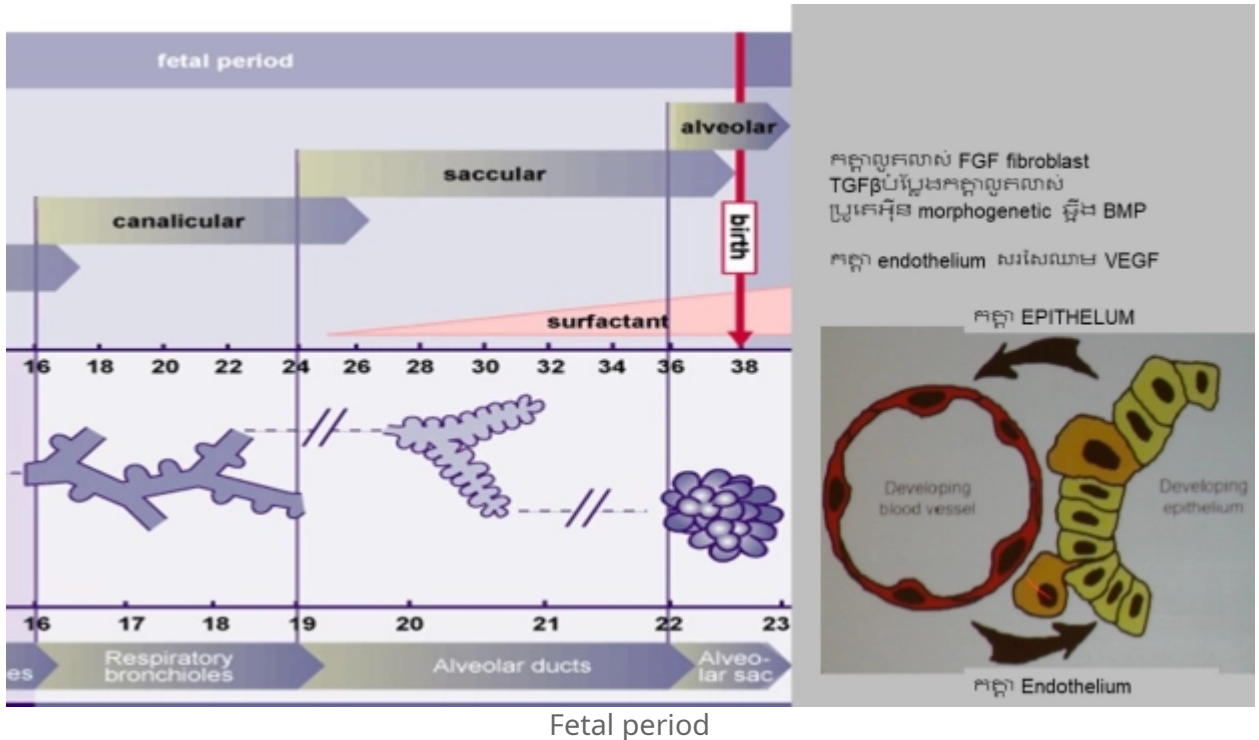 fetal period
alveolar
saccular
canalicular
birth
surfactant
16 18 20 22 24 26 28 30 32 34 36 38
16 17 18 19 20 21 22 23
es
Respiratory
bronchioles
Alveolar ducts
Alveo-
lar sac
កត្តាលូតលាស់ FGF fibroblast
TGFβបំប្លែងកត្តាលូតលាស់
ប្រូតេអ៊ីន morphogenetic ឆ្អឹង BMP
កត្តា endothelium សរសៃឈាម VEGF
កត្តា EPITHELUM
Developing
blood vessel
Developing
epithelium
កត្តា Endothelium
Fetal period